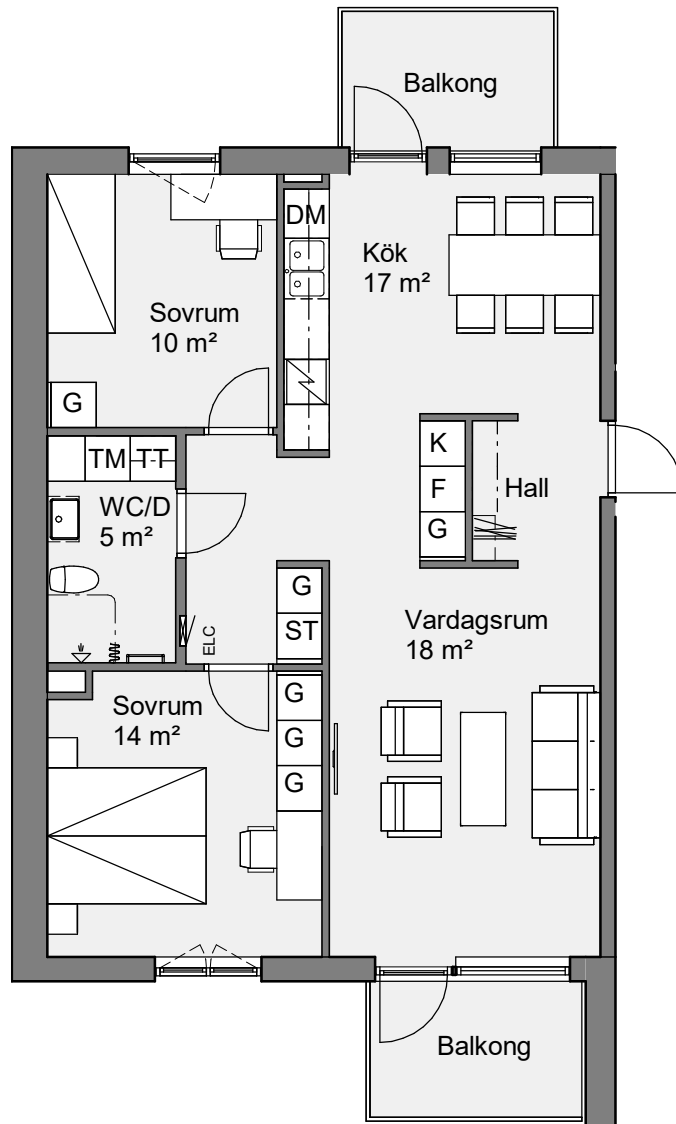 Balkong
DM
Kök
17 m²
Sovrum
10 m²
G
K
TM
TT
F
Hall
WC/D
5 m²
G
G
Vardagsrum
18 m²
ST
ELC
Sovrum
14 m²
G
G
G
Balkong